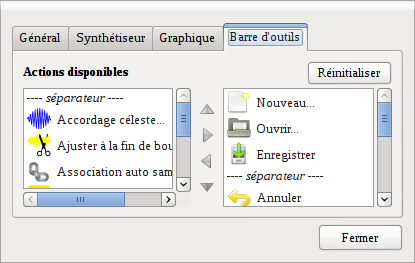 Général
Synthétiseur
Graphique
Barre d'outils
Actions disponibles
Réinitialiser
---- séparateur ----
Accordage céleste...
Ajuster à la fin de bou
Association auto sam
Nouveau...
Ouvrir...
Enregistrer
---- séparateur ----
Annuler
Fermer